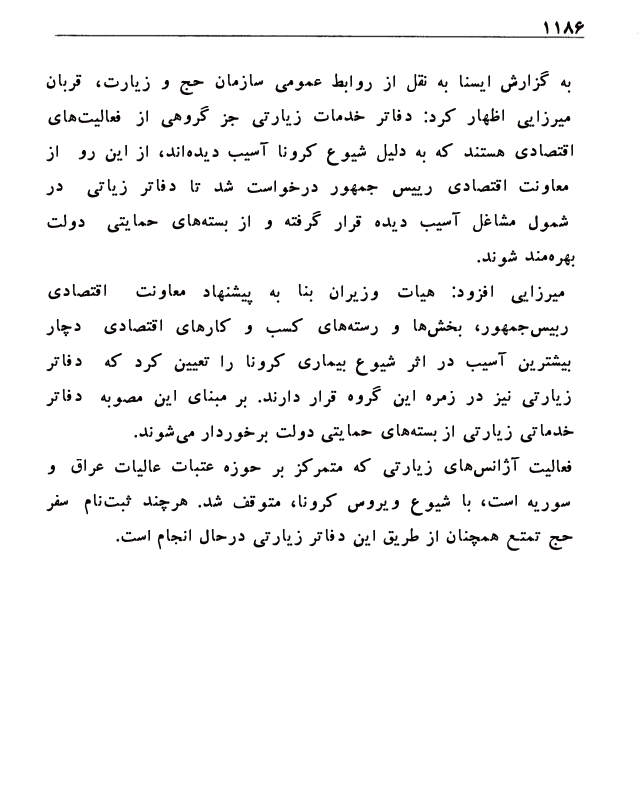 ۱۱۸۶
به گزارش ایسنا به نقل از روابط عمومی سازمان حج و زیارت، قربان
میرزایی اظهار کرد: دفاتر خدمات زیارتی جز گروهی از فعالیت‌های
اقتصادی هستند که به دلیل شیوع کرونا آسیب دیده‌اند، از این رو از
معاونت اقتصادی رییس جمهور درخواست شد تا دفاتر زیاتی در
شمول مشاغل آسیب دیده قرار گرفته و از بسته‌های حمایتی دولت
بهره‌مند شوند.
میرزایی افزود: هیات وزیران بنا به پیشنهاد معاونت اقتصادی
ریيس‌جمهور، بخش‌ها و رسته‌های کسب و کارهای اقتصادی دچار
بیشترین آسیب در اثر شیوع بیماری کرونا را تعیین کرد که دفاتر
زیارتی نیز در زمره این گروه قرار دارند. بر مبنای این مصوبه دفاتر
خدماتی زیارتی از بسته‌های حمایتی دولت برخوردار می‌شوند.
فعالیت آژانس‌های زیارتی که متمرکز بر حوزه عتبات عالیات عراق و
سوریه است، با شیوع ویروس کرونا، متوقف شد. هرچند ثبت‌نام سفر
حج تمتع همچنان از طریق این دفاتر زیارتی درحال انجام است.